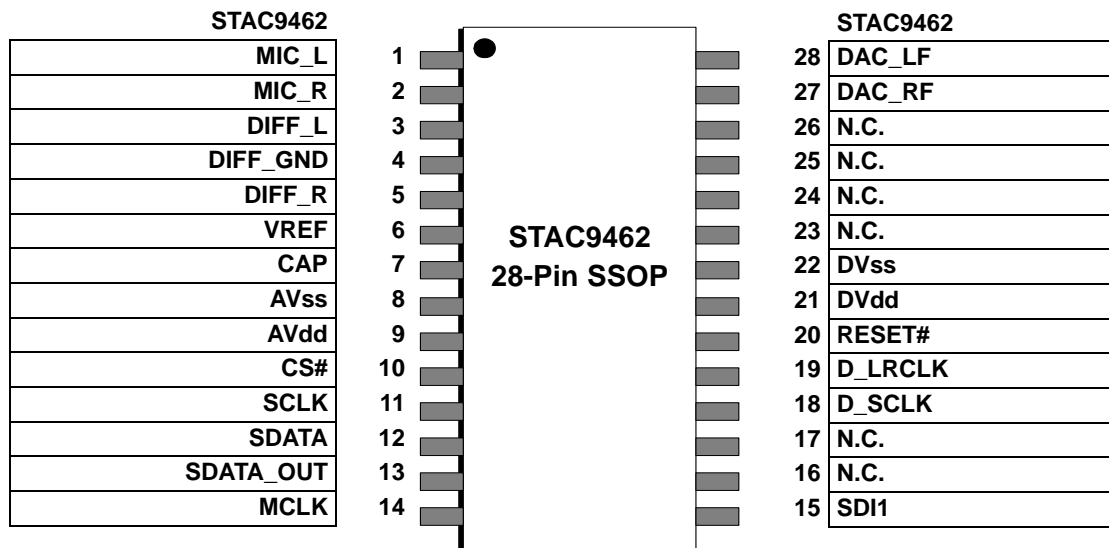 STAC9462 STAC9462
MIC_L 1 28 DAC_LF
MIC_R 2 27 DAC_RF
DIFF_L 3 26 N.C.
DIFF_GND 4 25 N.C.
DIFF_R 5 24 N.C.
VREF 6 23 N.C.
STAC9462
28-Pin SSOP
CAP 7 22 DVss
AVss 8 21 DVdd
AVdd 9 20 RESET#
CS# 10 19 D_LRCLK
SCLK 11 18 D_SCLK
SDATA 12 17 N.C.
SDATA_OUT 13 16 N.C.
MCLK 14 15 SDI1